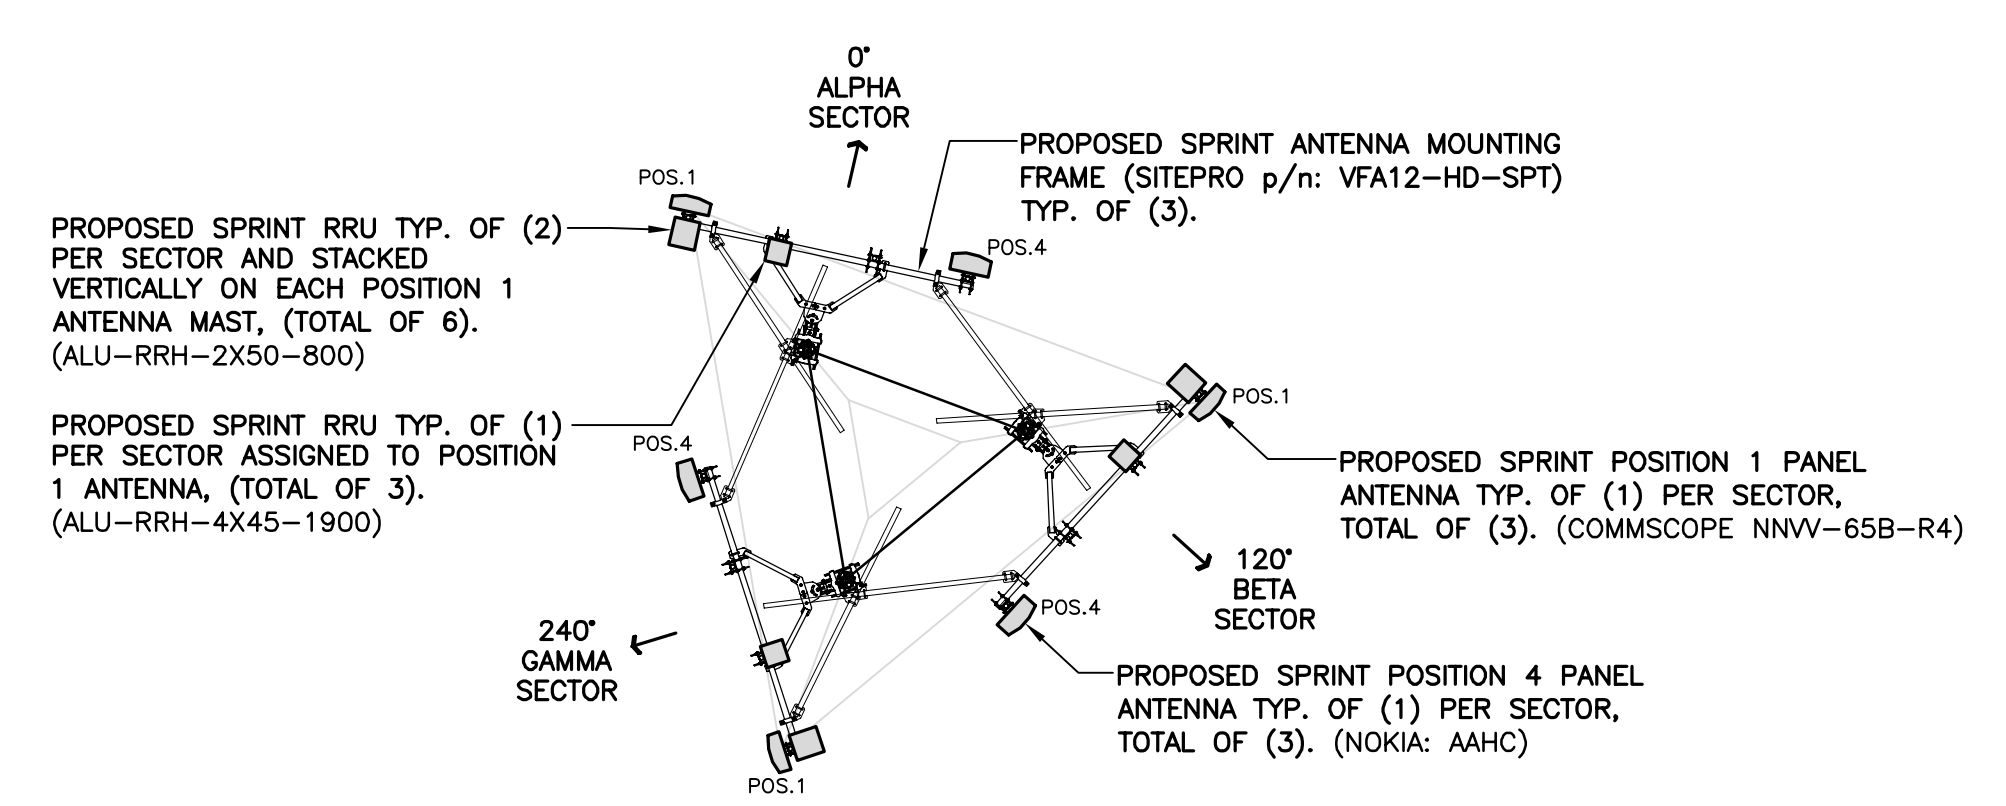 0°
ALPHA
SECTOR
PROPOSED SPRINT ANTENNA MOUNTING
FRAME (SITEPRO p/n: VFA12-HD-SPT)
TYP. OF (3).
POS.1
POS.4
PROPOSED SPRINT RRU TYP. OF (2)
PER SECTOR AND STACKED
VERTICALLY ON EACH POSITION 1
ANTENNA MAST, (TOTAL OF 6).
(ALU-RRH-2X50-800)
PROPOSED SPRINT RRU TYP. OF (1)
PER SECTOR ASSIGNED TO POSITION
1 ANTENNA, (TOTAL OF 3).
(ALU-RRH-4X45-1900)
POS.4
POS.1
PROPOSED SPRINT POSITION 1 PANEL
ANTENNA TYP. OF (1) PER SECTOR,
TOTAL OF (3). (COMMSCOPE NNVV-65B-R4)
120°
BETA
SECTOR
POS.4
240°
GAMMA
SECTOR
PROPOSED SPRINT POSITION 4 PANEL
ANTENNA TYP. OF (1) PER SECTOR,
TOTAL OF (3). (NOKIA: AAHC)
POS.1